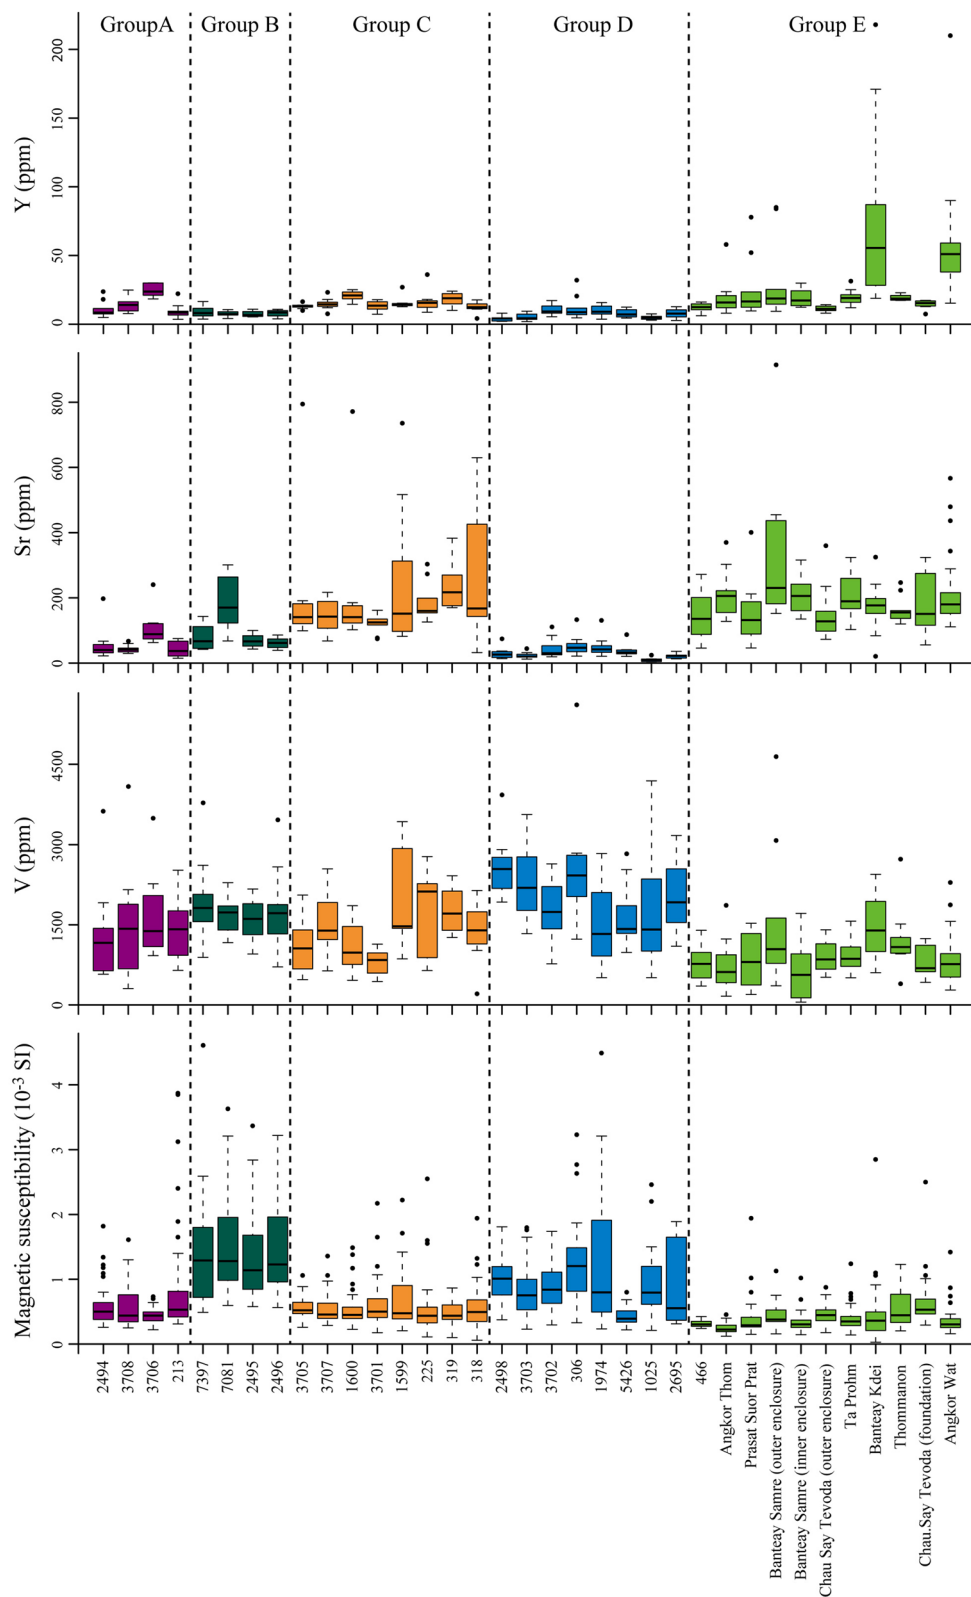 GroupA Group B Group C Group D Group E
Y (ppm)
200
150
100
50
0
Sr (ppm)
800
600
400
200
0
V (ppm)
4500
3000
1500
0
Magnetic susceptibility (10-3 SI)
4
3
2
1
0
2494
3708
3706
213
7397
7081
2495
2496
3705
3707
1600
3701
1599
225
319
318
2498
3703
3702
306
1974
5426
1025
2695
466
Angkor Thom
Prasat Suor Prat
Banteay Samre (outer enclosure)
Banteay Samre (inner enclosure)
Chau Say Tevoda (outer enclosure)
Ta Prohm
Banteay Kdei
Thommanon
Chau.Say Tevoda (foundation)
Angkor Wat